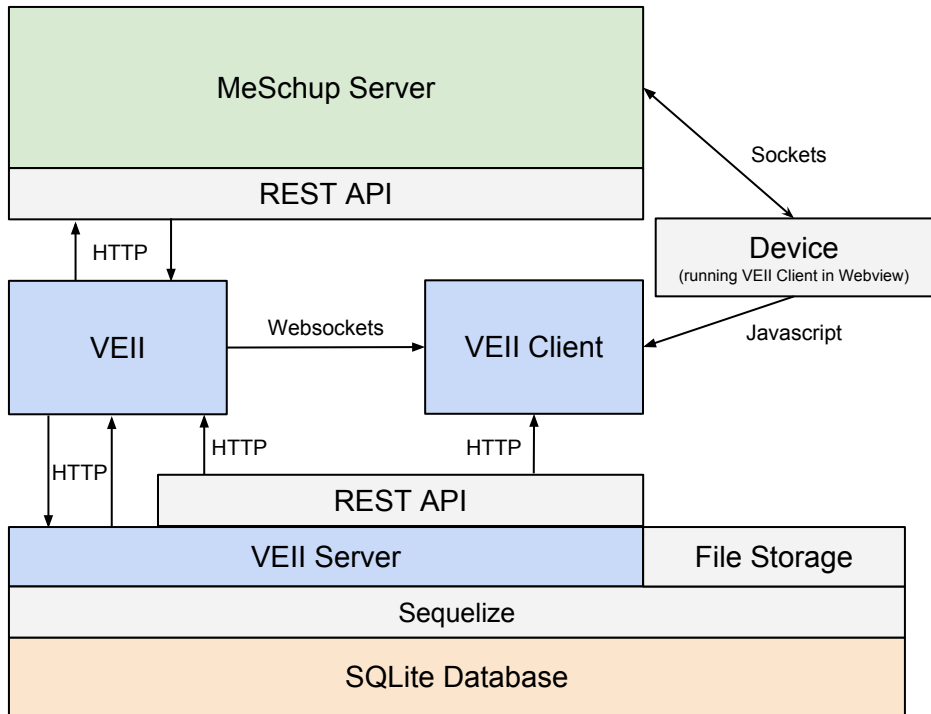 MeSchup Server
Sockets
REST API
HTTP
Device
(running VEII Client in Webview)
VEII
Websockets
VEII Client
Javascript
HTTP
HTTP
HTTP
REST API
VEII Server
File Storage
Sequelize
SQLite Database